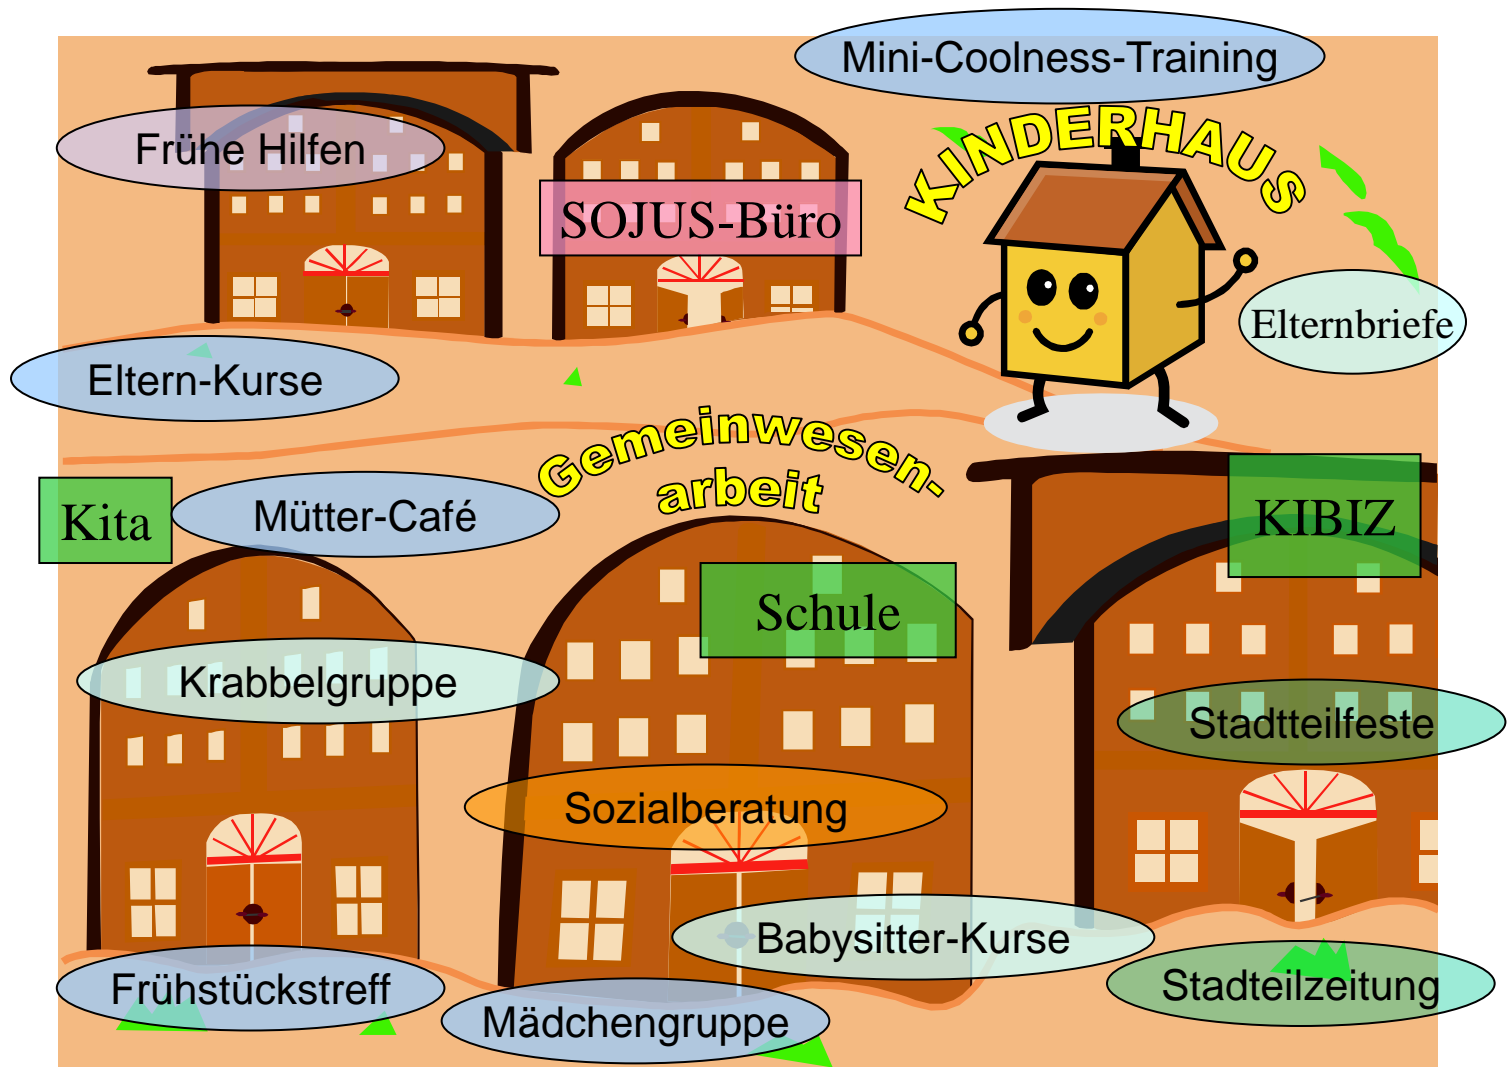 Mini-Coolness-Training
KINDERHAUS
Frühe Hilfen
SOJUS-Büro
Elternbriefe
Eltern-Kurse
Gemeinwesen-
arbeit
Kita
Mütter-Café
KIBIZ
Schule
Krabbelgruppe
Stadtteilfeste
Sozialberatung
Babysitter-Kurse
Frühstückstreff
Stadteilzeitung
Mädchengruppe